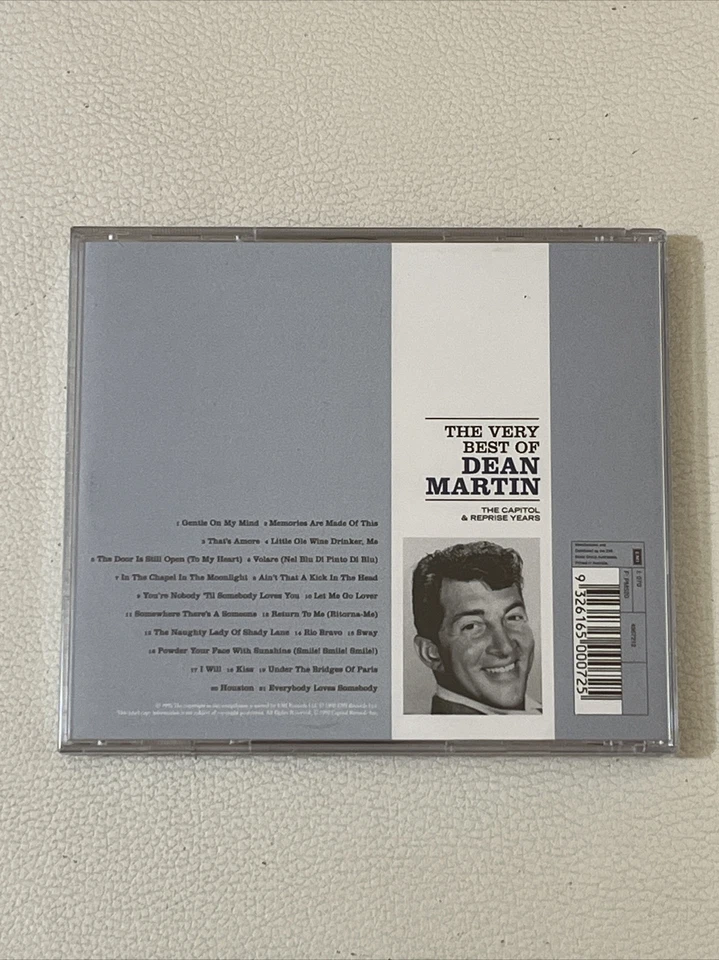 THE VERY
BEST OF
DEAN
MARTIN
THE CAPITOL
& REPRISE YEARS
1 Gentle On My Mind 2 Memories Are Made Of This
3 That's Amore 4 Little Ole Wine Drinker, Me
5 The Door Is Still Open (To My Heart) 6 Volare (Nel Blu Di Pinto Di Blu)
7 In The Chapel In The Moonlight 8 Ain't That A Kick In The Head
9 You're Nobody 'Til Somebody Loves You 10 Let Me Go Lover
11 Somewhere There's A Someone 12 Return To Me (Ritorna-Me)
13 The Naughty Lady Of Shady Lane 14 Rio Bravo 15 Sway
16 Powder Your Face With Sunshine (Smile! Smile! Smile!)
17 I Will 18 Kiss 19 Under The Bridges Of Paris
20 Houston 21 Everybody Loves Somebody
EMI
9 326165 000725